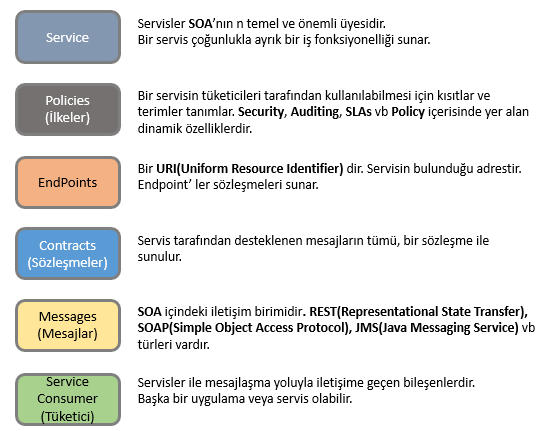 Service
Servisler SOA’nın n temel ve önemli üyesidir.
Bir servis çoğunlukla ayrık bir iş fonksiyonelliği sunar.
Policies
(İlkeler)
Bir servisin tüketicileri tarafından kullanılabilmesi için kısıtlar ve
terimler tanımlar. Security, Auditing, SLAs vb Policy içerisinde yer alan
dinamik özelliklerdir.
EndPoints
Bir URI(Uniform Resource Identifier) dir. Servisin bulunduğu adrestir.
Endpoint’ ler sözleşmeleri sunar.
Contracts
(Sözleşmeler)
Servis tarafından desteklenen mesajların tümü, bir sözleşme ile
sunulur.
Messages
(Mesajlar)
SOA içindeki iletişim birimidir. REST(Representational State Transfer),
SOAP(Simple Object Access Protocol), JMS(Java Messaging Service) vb
türleri vardır.
Service
Consumer
(Tüketici)
Servisler ile mesajlaşma yoluyla iletişime geçen bileşenlerdir.
Başka bir uygulama veya servis olabilir.